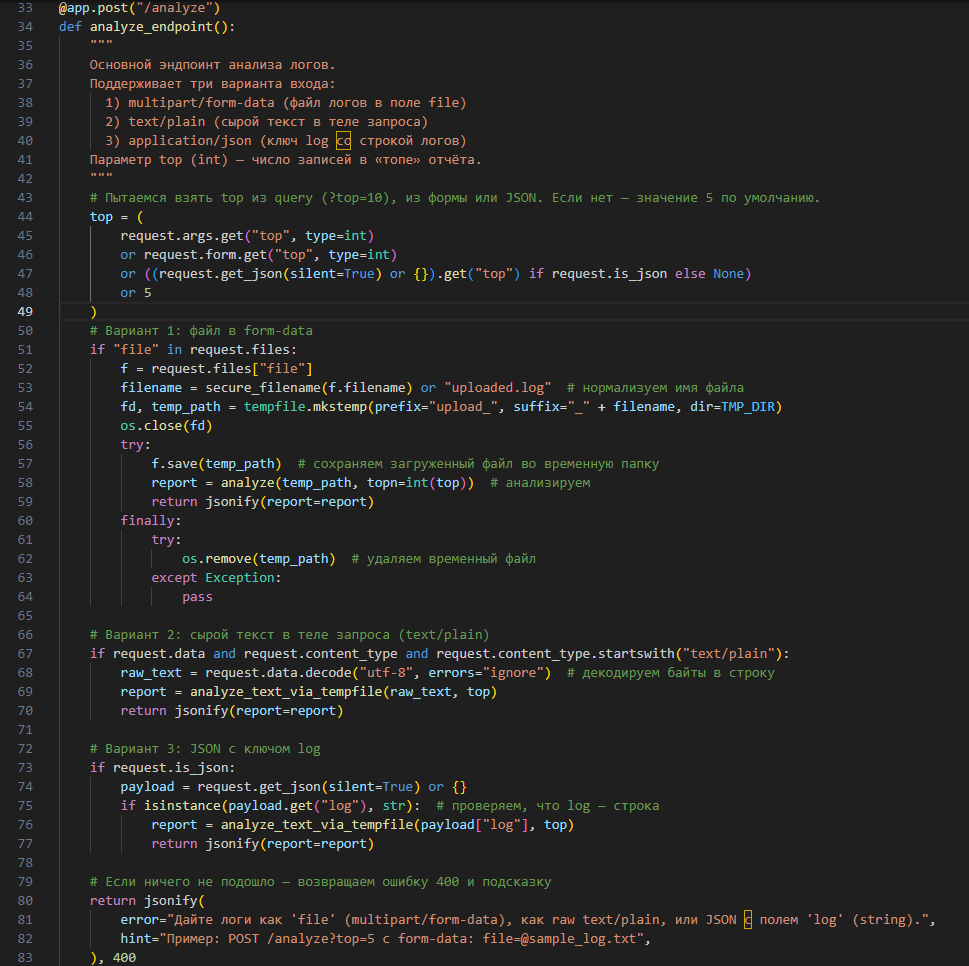 33 @app.post("/analyze")
34 def analyze_endpoint():
35     """
36     Основной эндпоинт анализа логов.
37     Поддерживает три варианта входа:
38       1) multipart/form-data (файл логов в поле file)
39       2) text/plain (сырой текст в теле запроса)
40       3) application/json (ключ log со строкой логов)
41     Параметр top (int) — число записей в «топе» отчёта.
42     """
43     # Пытаемся взять top из query (?top=10), из формы или JSON. Если нет — значение 5 по умолчанию.
44     top = (
45         request.args.get("top", type=int)
46         or request.form.get("top", type=int)
47         or ((request.get_json(silent=True) or {}).get("top") if request.is_json else None)
48         or 5
49     )
50     # Вариант 1: файл в form-data
51     if "file" in request.files:
52         f = request.files["file"]
53         filename = secure_filename(f.filename) or "uploaded.log"  # нормализуем имя файла
54         fd, temp_path = tempfile.mkstemp(prefix="upload_", suffix="_" + filename, dir=TMP_DIR)
55         os.close(fd)
56         try:
57             f.save(temp_path)  # сохраняем загруженный файл во временную папку
58             report = analyze(temp_path, topn=int(top))  # анализируем
59             return jsonify(report=report)
60         finally:
61             try:
62                 os.remove(temp_path)  # удаляем временный файл
63             except Exception:
64                 pass
65
66     # Вариант 2: сырой текст в теле запроса (text/plain)
67     if request.data and request.content_type and request.content_type.startswith("text/plain"):
68         raw_text = request.data.decode("utf-8", errors="ignore")  # декодируем байты в строку
69         report = analyze_text_via_tempfile(raw_text, top)
70         return jsonify(report=report)
71
72     # Вариант 3: JSON с ключом log
73     if request.is_json:
74         payload = request.get_json(silent=True) or {}
75         if isinstance(payload.get("log"), str):  # проверяем, что log — строка
76             report = analyze_text_via_tempfile(payload["log"], top)
77             return jsonify(report=report)
78
79     # Если ничего не подошло — возвращаем ошибку 400 и подсказку
80     return jsonify(
81         error="Дайте логи как 'file' (multipart/form-data), как raw text/plain, или JSON с полем 'log' (string).",
82         hint="Пример: POST /analyze?top=5 с form-data: file=@sample_log.txt",
83     ), 400